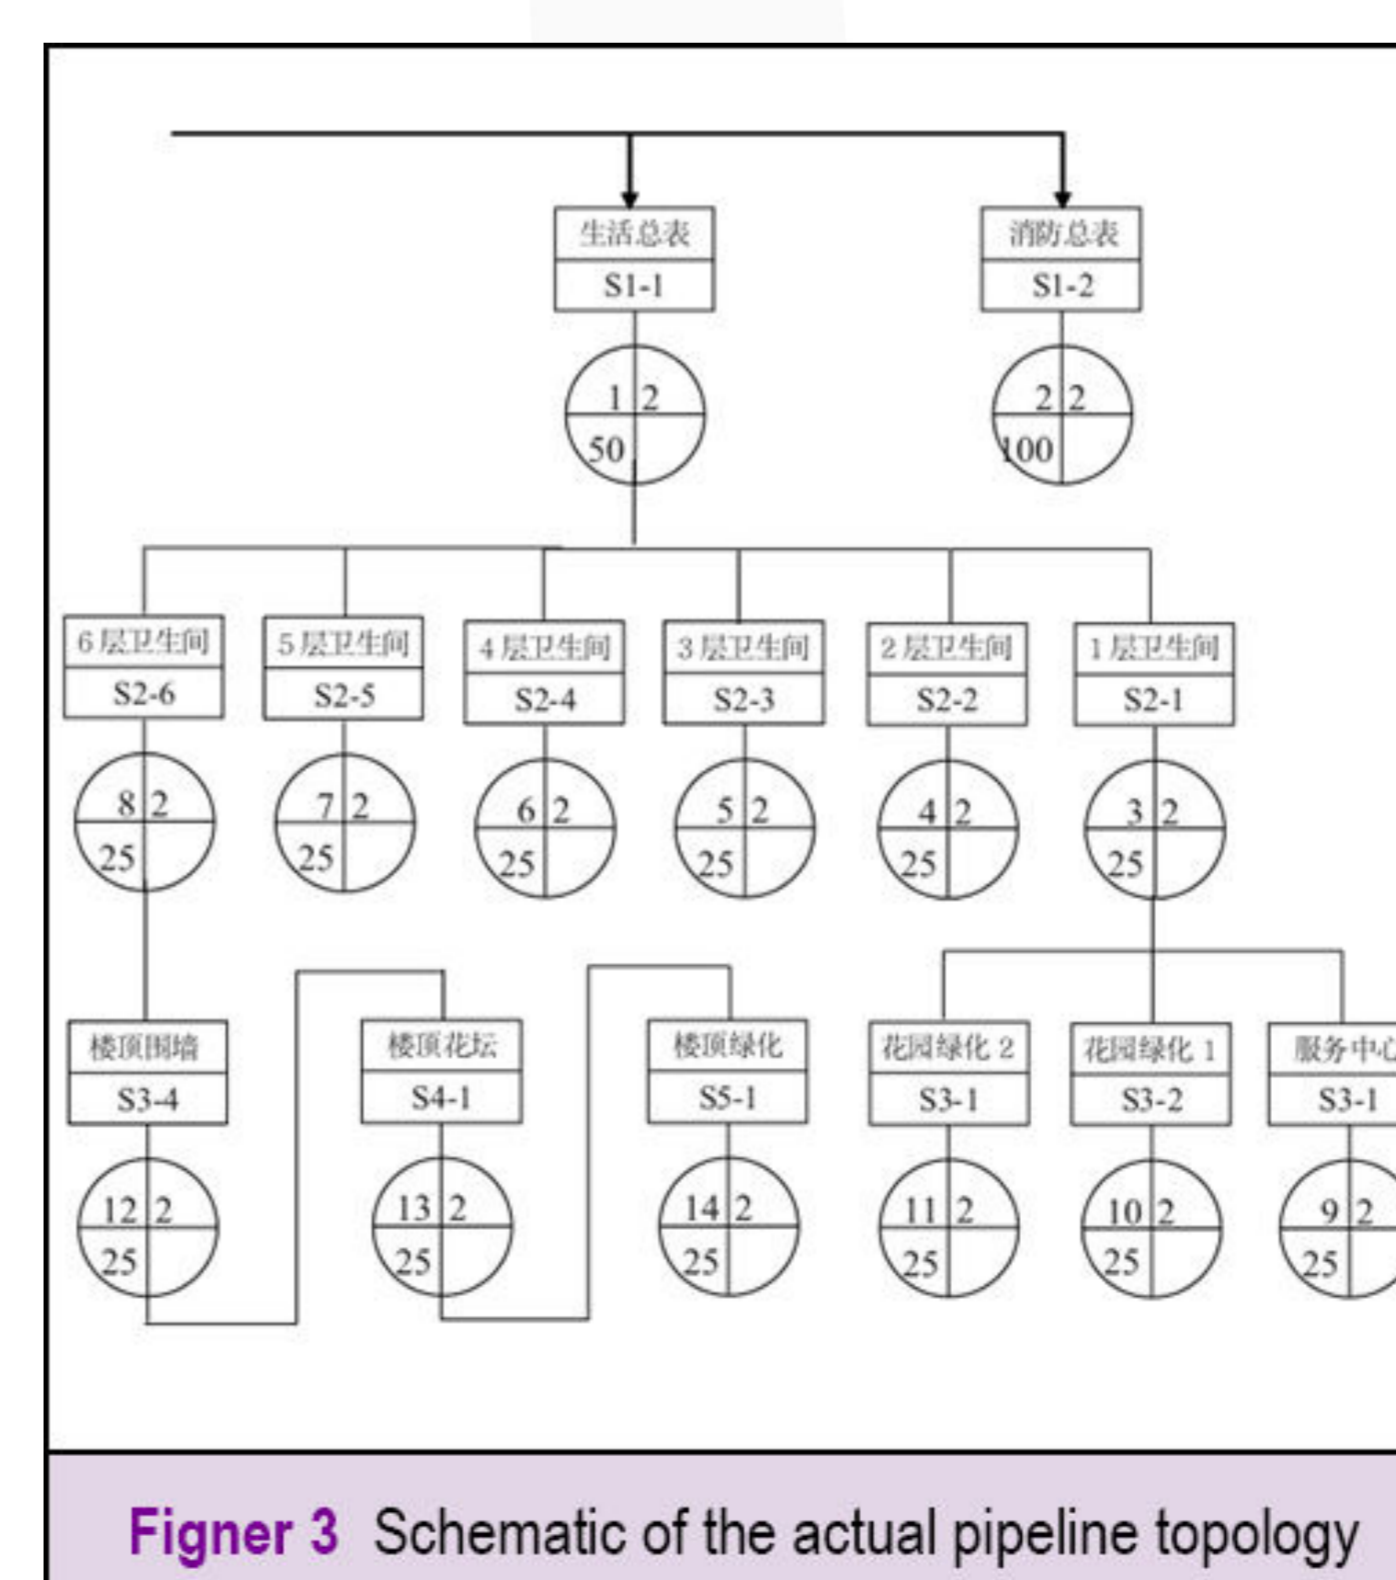 生活总表 消防总表
S1-1 S1-2
1 2 2 2
50 100
6层卫生间 5层卫生间 4层卫生间 3层卫生间 2层卫生间 1层卫生间
S2-6 S2-5 S2-4 S2-3 S2-2 S2-1
8 2 7 2 6 2 5 2 4 2 3 2
25 25 25 25 25 25
楼顶围墙 楼顶花坛 楼顶绿化 花园绿化2 花园绿化1 服务中心
S3-4 S4-1 S5-1 S3-1 S3-2 S3-1
12 2 13 2 14 2 11 2 10 2 9 2
25 25 25 25 25 25
Figner 3 Schematic of the actual pipeline topology